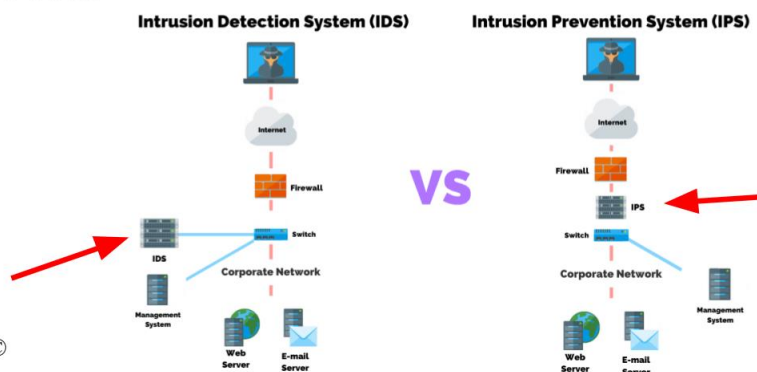 Intrusion Detection System (IDS)
Internet
Firewall
Switch
IDS
Corporate Network
Management
System
Web
Server
E-mail
Server
VS
Intrusion Prevention System (IPS)
Internet
Firewall
IPS
Switch
Corporate Network
Management
System
Web
Server
E-mail
Server
©